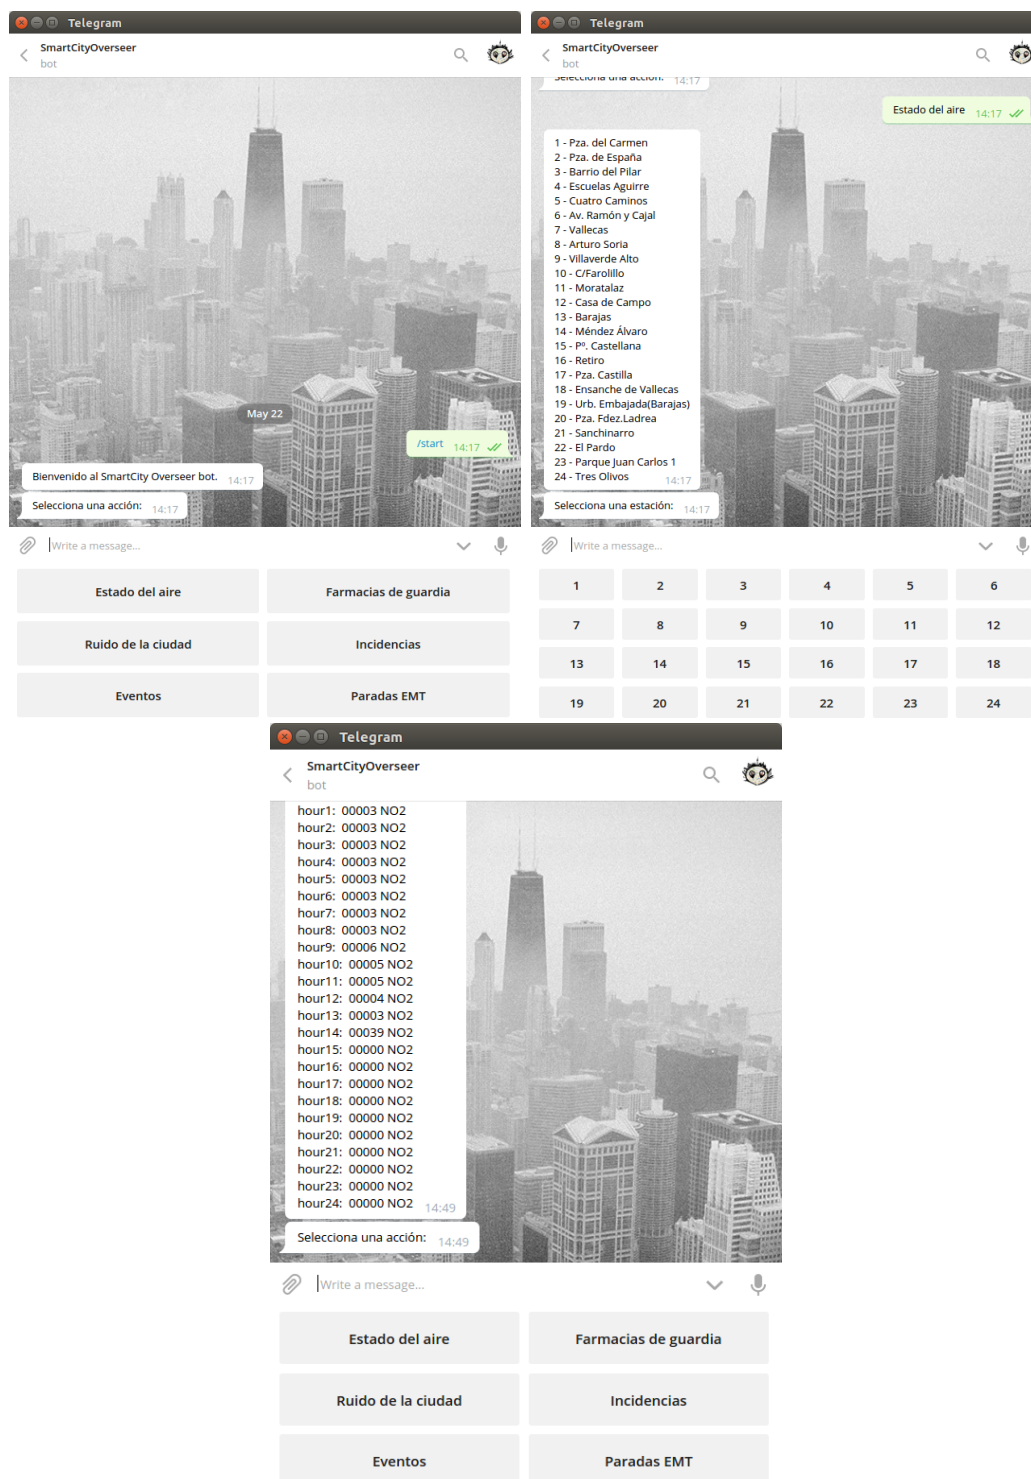 Telegram
SmartCityOverseer
bot
May 22
/start 14:17
Bienvenido al SmartCity Overseer bot. 14:17
Selecciona una acción: 14:17
Write a message...
Estado del aire
Farmacias de guardia
Ruido de la ciudad
Incidencias
Eventos
Paradas EMT
Telegram
SmartCityOverseer
bot
Selecciona una acción: 14:17
Estado del aire 14:17
1 - Pza. del Carmen
2 - Pza. de España
3 - Barrio del Pilar
4 - Escuelas Aguirre
5 - Cuatro Caminos
6 - Av. Ramón y Cajal
7 - Vallecas
8 - Arturo Soria
9 - Villaverde Alto
10 - C/Farolillo
11 - Moratalaz
12 - Casa de Campo
13 - Barajas
14 - Méndez Álvaro
15 - Pº. Castellana
16 - Retiro
17 - Pza. Castilla
18 - Ensanche de Vallecas
19 - Urb. Embajada(Barajas)
20 - Pza. Fdez.Ladrea
21 - Sanchinarro
22 - El Pardo
23 - Parque Juan Carlos 1
24 - Tres Olivos 14:17
Selecciona una estación: 14:17
Write a message...
1 2 3 4 5 6
7 8 9 10 11 12
13 14 15 16 17 18
19 20 21 22 23 24
Telegram
SmartCityOverseer
bot
hour1: 00003 NO2
hour2: 00003 NO2
hour3: 00003 NO2
hour4: 00003 NO2
hour5: 00003 NO2
hour6: 00003 NO2
hour7: 00003 NO2
hour8: 00003 NO2
hour9: 00006 NO2
hour10: 00005 NO2
hour11: 00005 NO2
hour12: 00004 NO2
hour13: 00003 NO2
hour14: 00039 NO2
hour15: 00000 NO2
hour16: 00000 NO2
hour17: 00000 NO2
hour18: 00000 NO2
hour19: 00000 NO2
hour20: 00000 NO2
hour21: 00000 NO2
hour22: 00000 NO2
hour23: 00000 NO2
hour24: 00000 NO2 14:49
Selecciona una acción: 14:49
Write a message...
Estado del aire
Farmacias de guardia
Ruido de la ciudad
Incidencias
Eventos
Paradas EMT